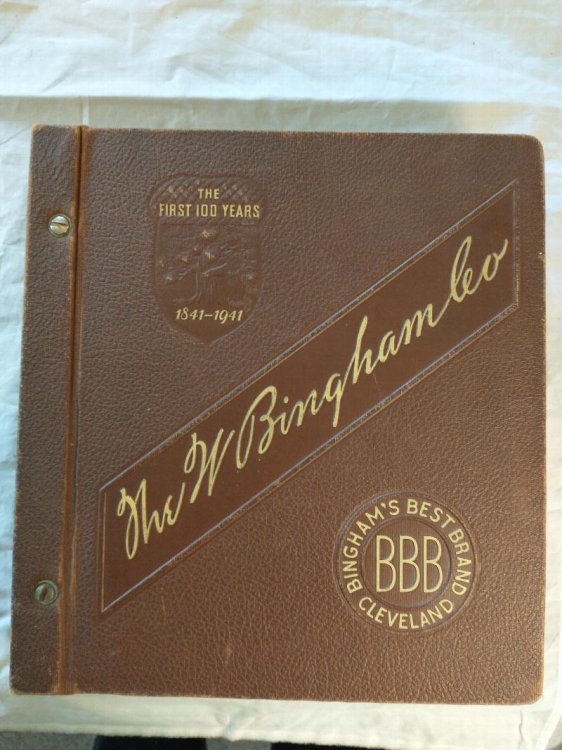 THE
FIRST 100 YEARS
1841-1941
The W Bingham Co
BINGHAM'S BEST BRAND
BBB
CLEVELAND